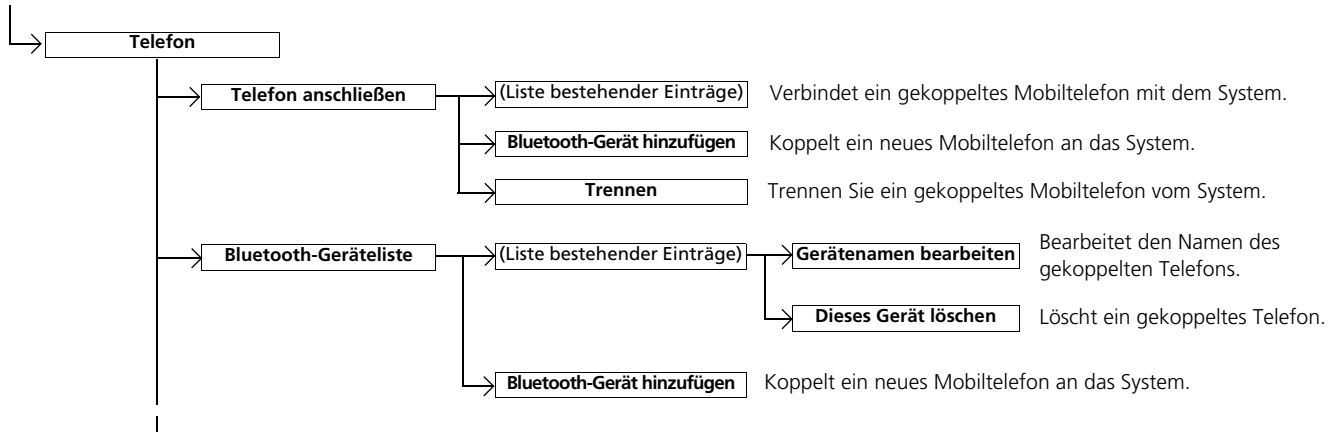 Telefon
Telefon anschließen
(Liste bestehender Einträge)
Verbindet ein gekoppeltes Mobiltelefon mit dem System.
Bluetooth-Gerät hinzufügen
Koppelt ein neues Mobiltelefon an das System.
Trennen
Trennen Sie ein gekoppeltes Mobiltelefon vom System.
Bluetooth-Geräteliste
(Liste bestehender Einträge)
Gerätenamen bearbeiten
Bearbeitet den Namen des
gekoppelten Telefons.
Dieses Gerät löschen
Löscht ein gekoppeltes Telefon.
Bluetooth-Gerät hinzufügen
Koppelt ein neues Mobiltelefon an das System.